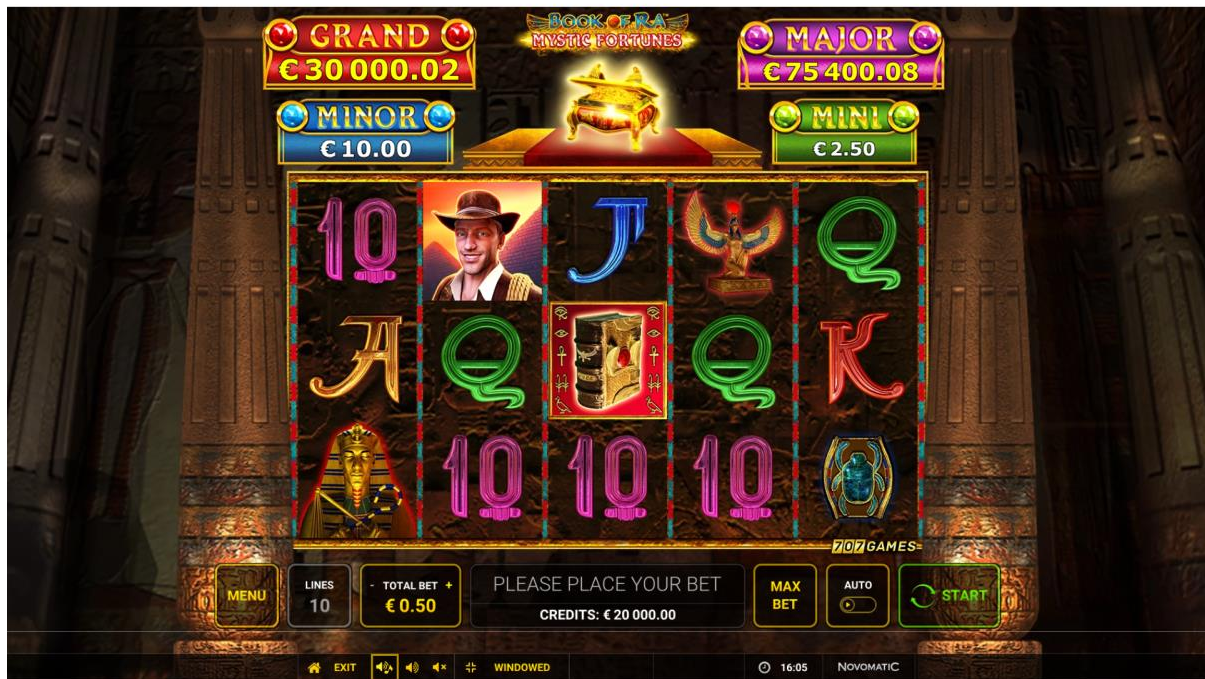 BOOK OF RA
MYSTIC FORTUNES
GRAND
€ 30 000.02
MAJOR
€ 75 400.08
MINOR
€ 10.00
MINI
€ 2.50
10
J
Q
A
Q
Q
K
10
10
10
707GAMES
MENU
LINES
10
- TOTAL BET +
€ 0.50
PLEASE PLACE YOUR BET
CREDITS: € 20 000.00
MAX
BET
AUTO
START
EXIT
WINDOWED
16:05
NOVOMATIC